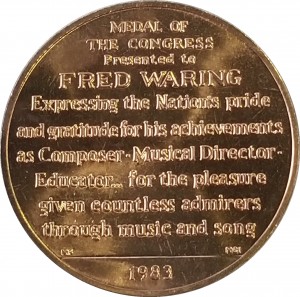 MEDAL OF
THE CONGRESS
Presented to
FRED WARING
Expressing the Nation's pride
and gratitude for his achievements
as Composer-Musical Director-
Educator... for the pleasure
given countless admirers
through music and song
1983